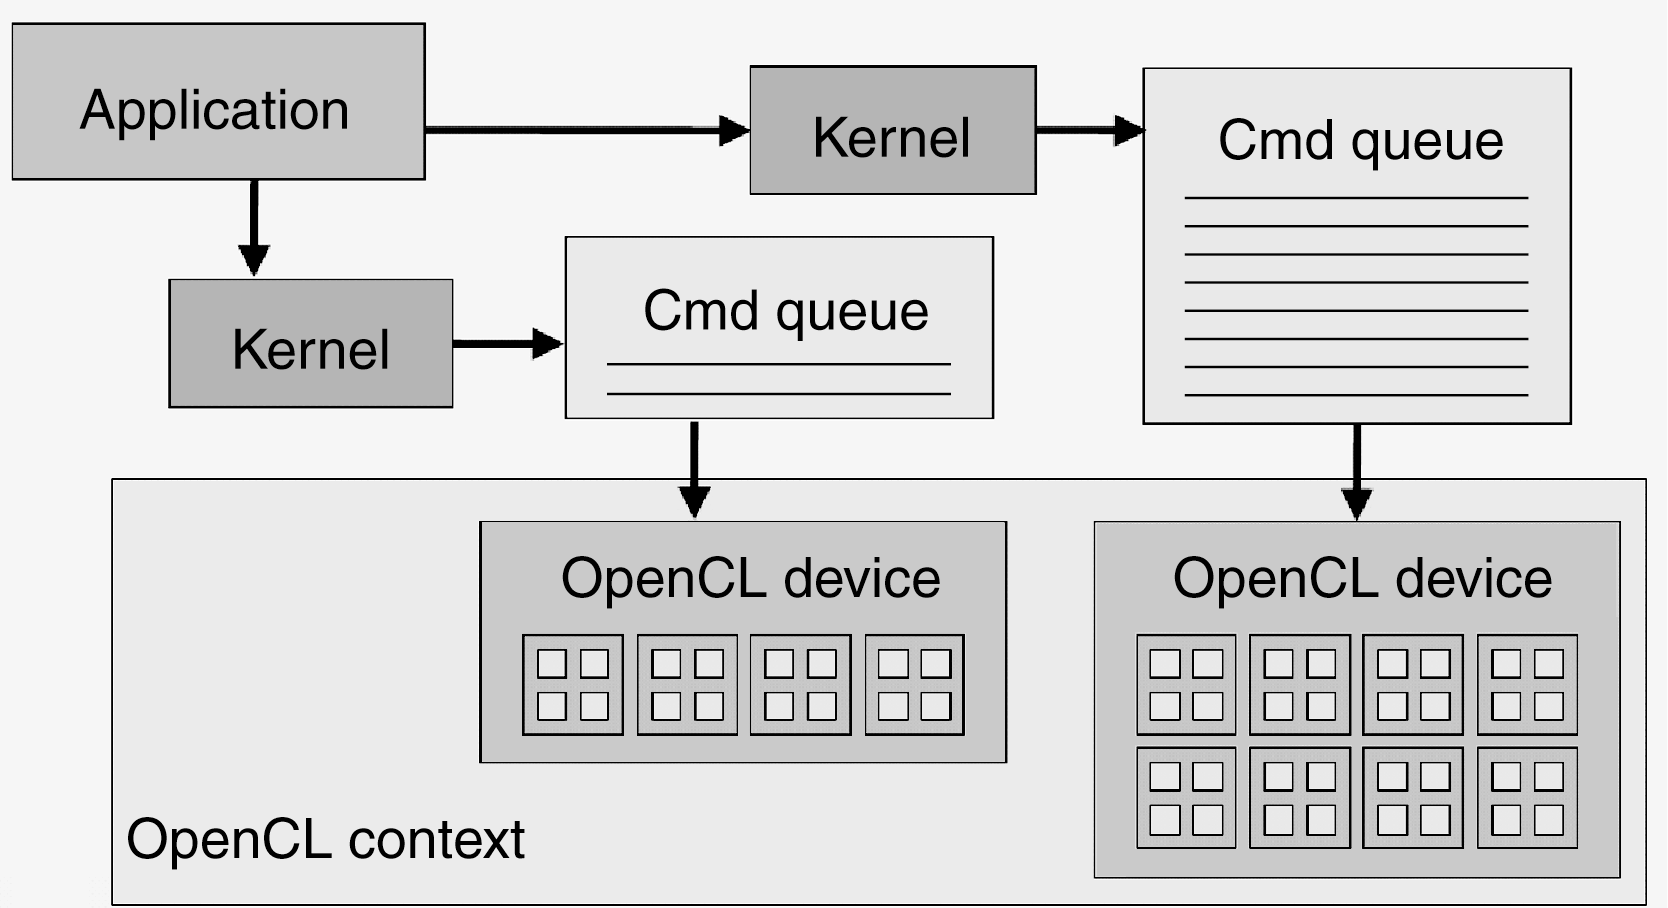 Application
Kernel
Cmd queue
Kernel
Cmd queue
OpenCL device
OpenCL device
OpenCL context